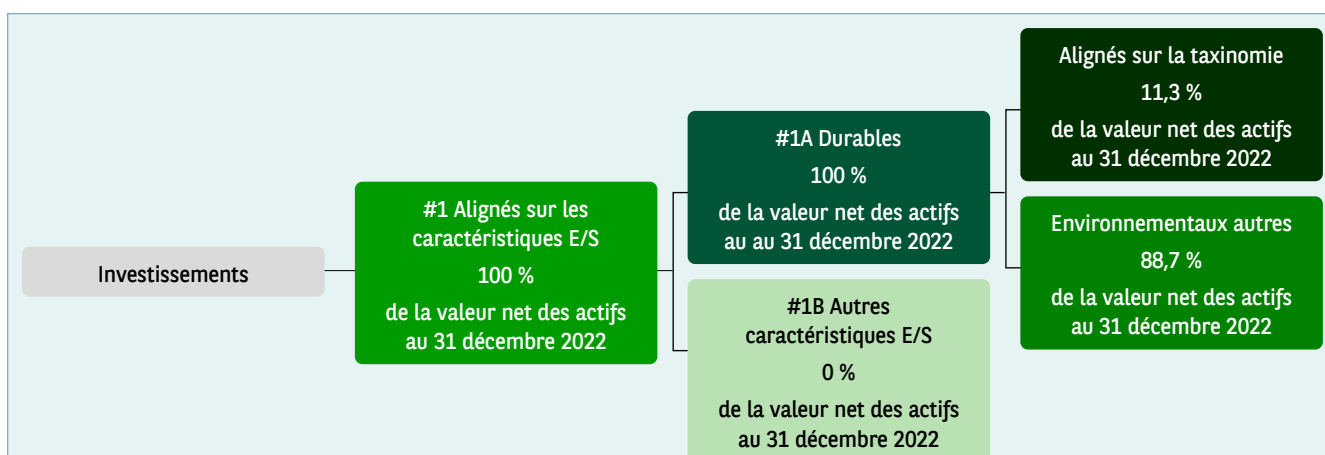 Investissements
#1 Alignés sur les
caractéristiques E/S
100 %
de la valeur net des actifs
au 31 décembre 2022
#1A Durables
100 %
de la valeur net des actifs
au au 31 décembre 2022
#1B Autres
caractéristiques E/S
0 %
de la valeur net des actifs
au 31 décembre 2022
Alignés sur la taxinomie
11,3 %
de la valeur net des actifs
au 31 décembre 2022
Environnementaux autres
88,7 %
de la valeur net des actifs
au 31 décembre 2022